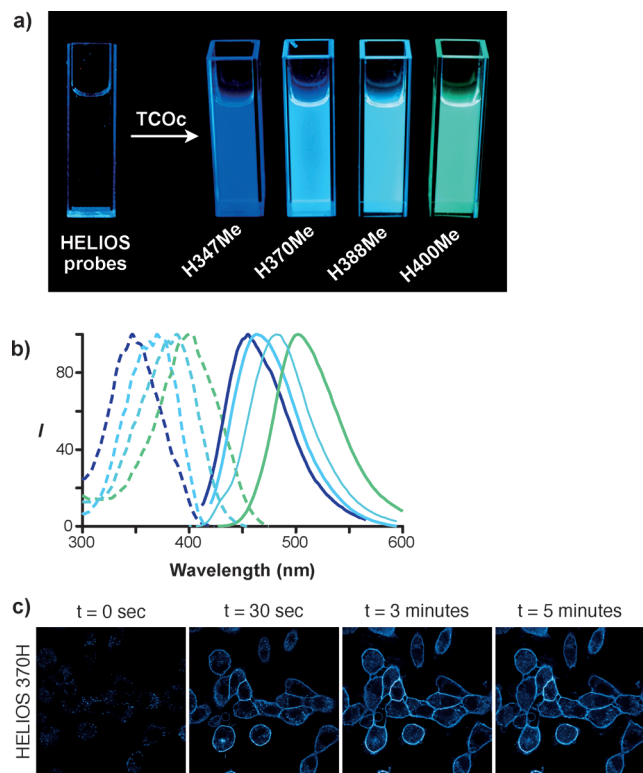 a)
TCOc
HELIOS
probes
H347Me
H370Me
H388Me
H400Me
b)
I
80
40
0
300
400
500
600
Wavelength (nm)
c)
t = 0 sec
t = 30 sec
t = 3 minutes
t = 5 minutes
HELIOS 370H